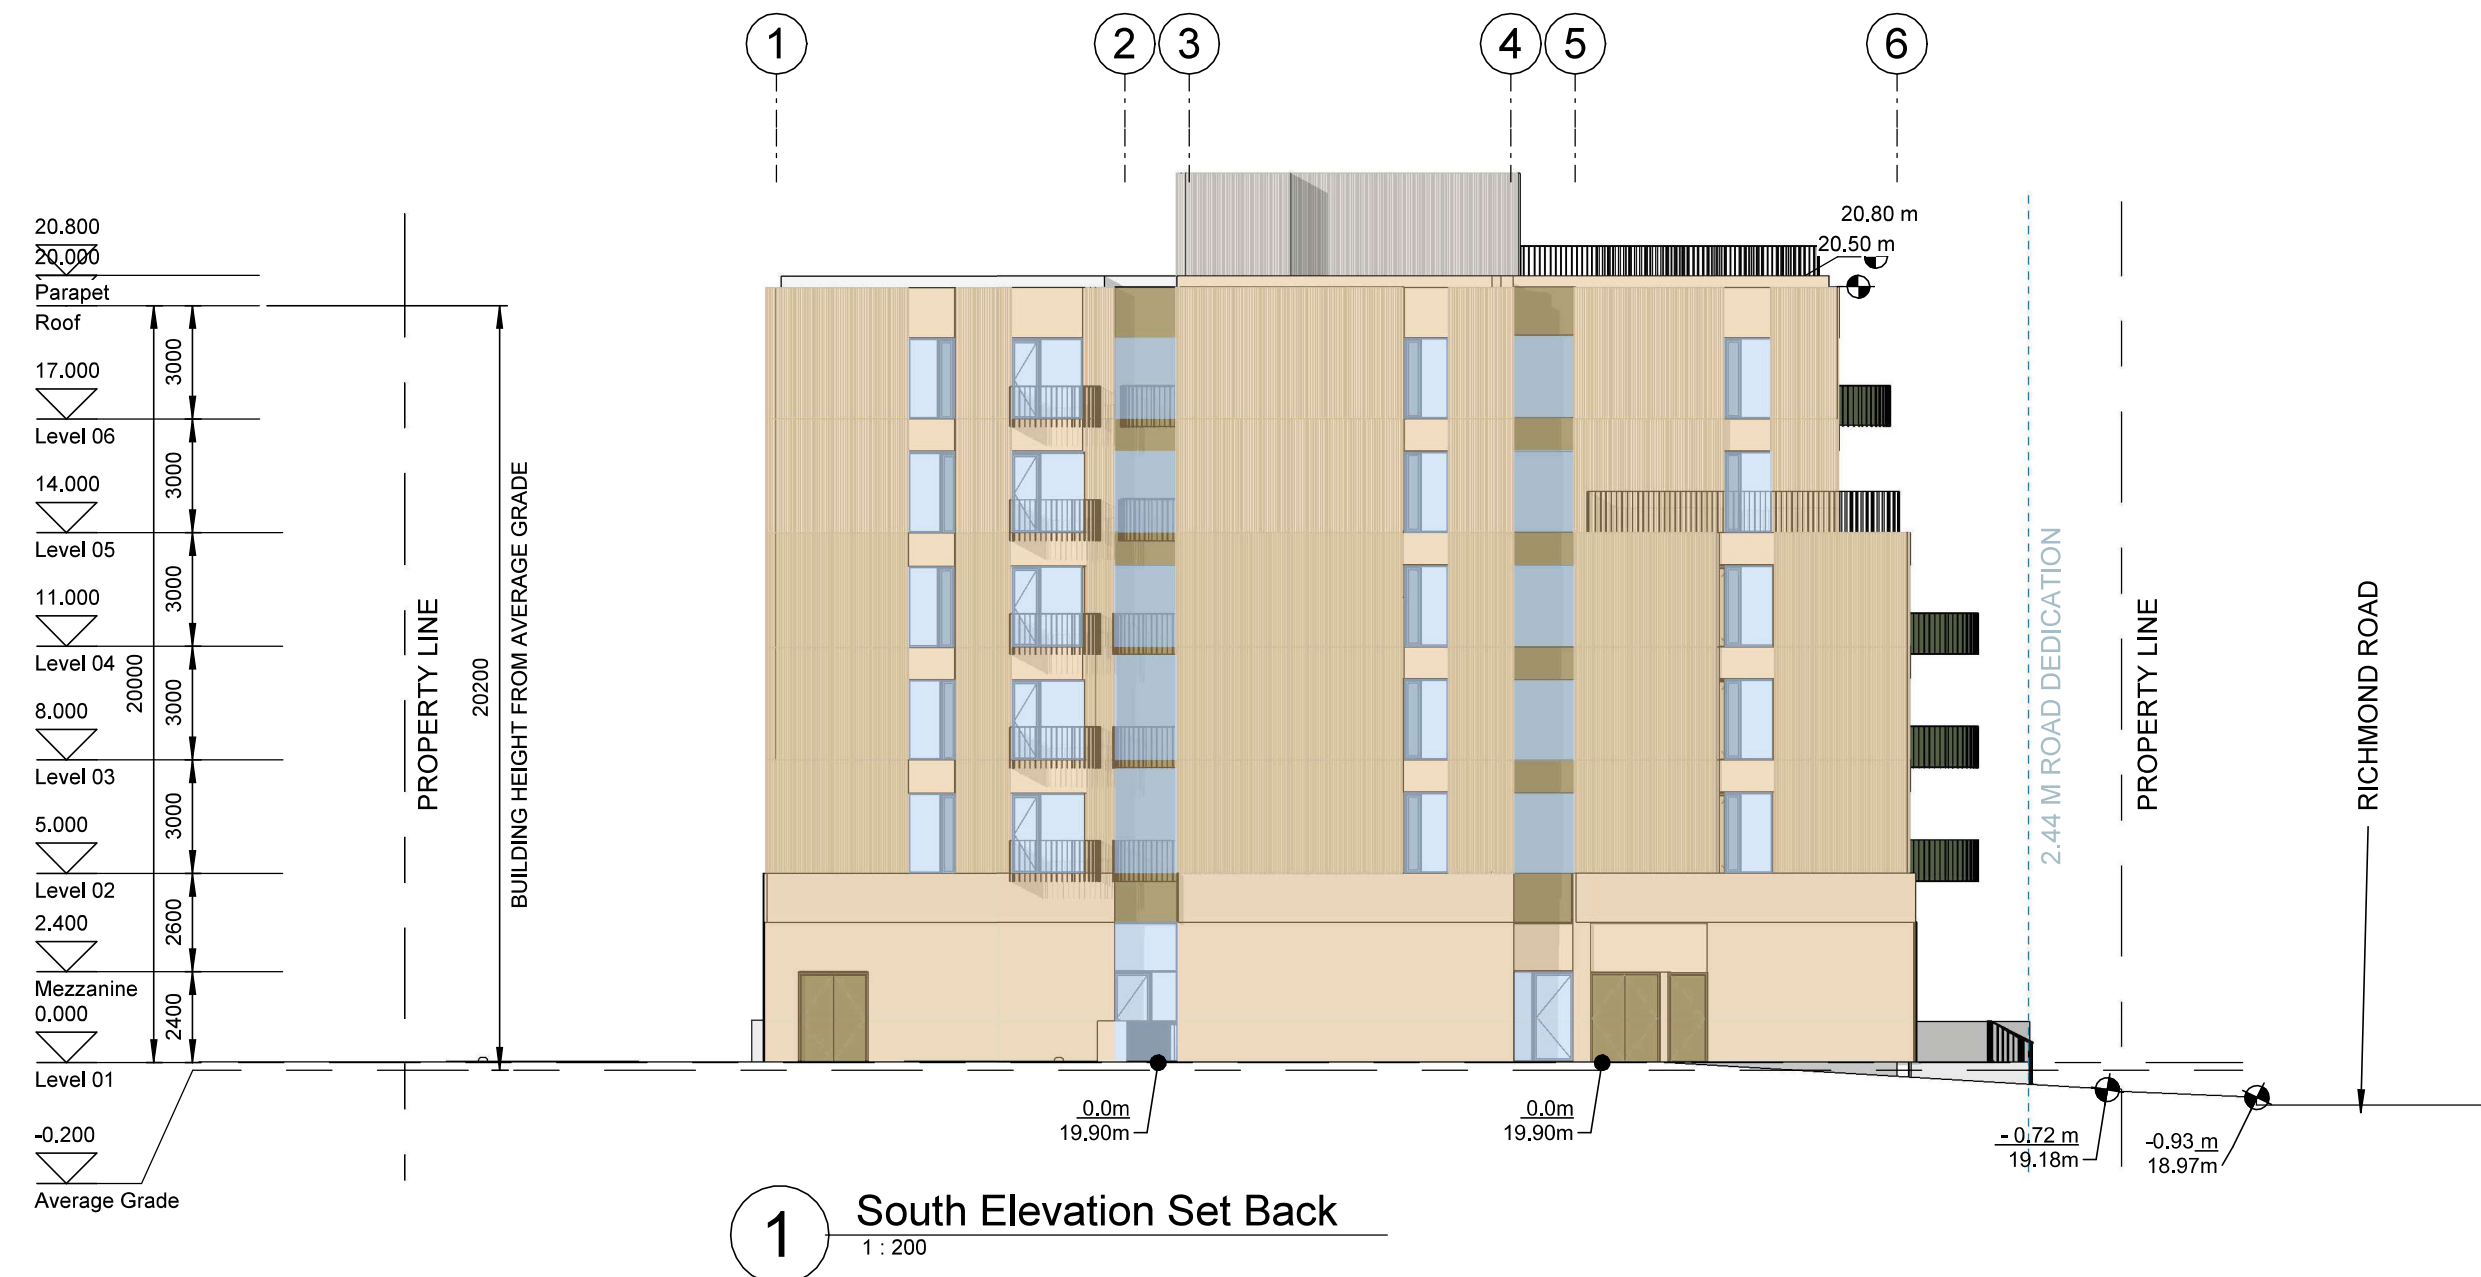 1
2
3
4
5
6
20.800
20.000
Parapet
Roof
17.000
Level 06
14.000
Level 05
11.000
Level 04
8.000
Level 03
5.000
Level 02
2.400
Mezzanine
0.000
Level 01
-0.200
Average Grade
3000
3000
3000
3000
3000
2600
2400
20000
PROPERTY LINE
20200
BUILDING HEIGHT FROM AVERAGE GRADE
20.80 m
20.50 m
2.44 M ROAD DEDICATION
PROPERTY LINE
RICHMOND ROAD
0.0m
19.90m
0.0m
19.90m
- 0.72 m
19.18m
-0.93 m
18.97m
1
South Elevation Set Back
1 : 200